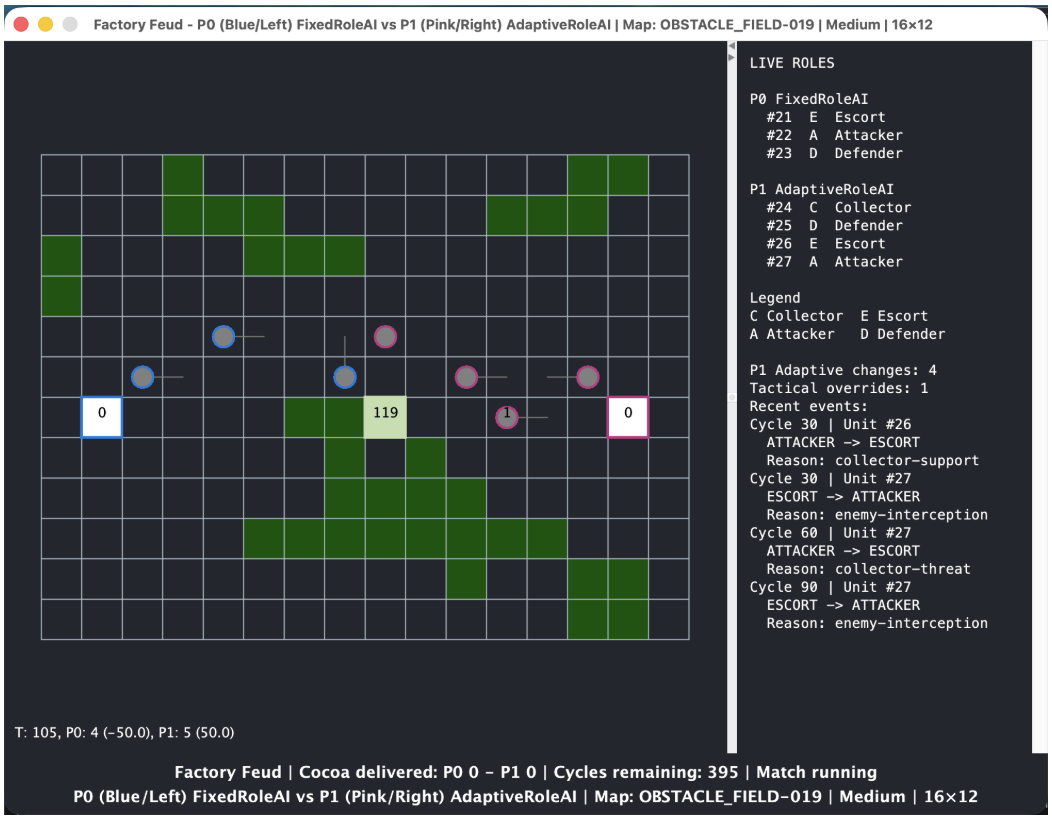 Factory Feud - P0 (Blue/Left) FixedRoleAI vs P1 (Pink/Right) AdaptiveRoleAI | Map: OBSTACLE_FIELD-019 | Medium | 16×12
LIVE ROLES
P0 FixedRoleAI
#21 E Escort
#22 A Attacker
#23 D Defender
P1 AdaptiveRoleAI
#24 C Collector
#25 D Defender
#26 E Escort
#27 A Attacker
Legend
C Collector E Escort
A Attacker D Defender
P1 Adaptive changes: 4
Tactical overrides: 1
Recent events:
Cycle 30 | Unit #26
ATTACKER -> ESCORT
Reason: collector-support
Cycle 30 | Unit #27
ESCORT -> ATTACKER
Reason: enemy-interception
Cycle 60 | Unit #27
ATTACKER -> ESCORT
Reason: collector-threat
Cycle 90 | Unit #27
ESCORT -> ATTACKER
Reason: enemy-interception
0 119 1 0
T: 105, P0: 4 (-50.0), P1: 5 (50.0)
Factory Feud | Cocoa delivered: P0 0 - P1 0 | Cycles remaining: 395 | Match running
P0 (Blue/Left) FixedRoleAI vs P1 (Pink/Right) AdaptiveRoleAI | Map: OBSTACLE_FIELD-019 | Medium | 16×12